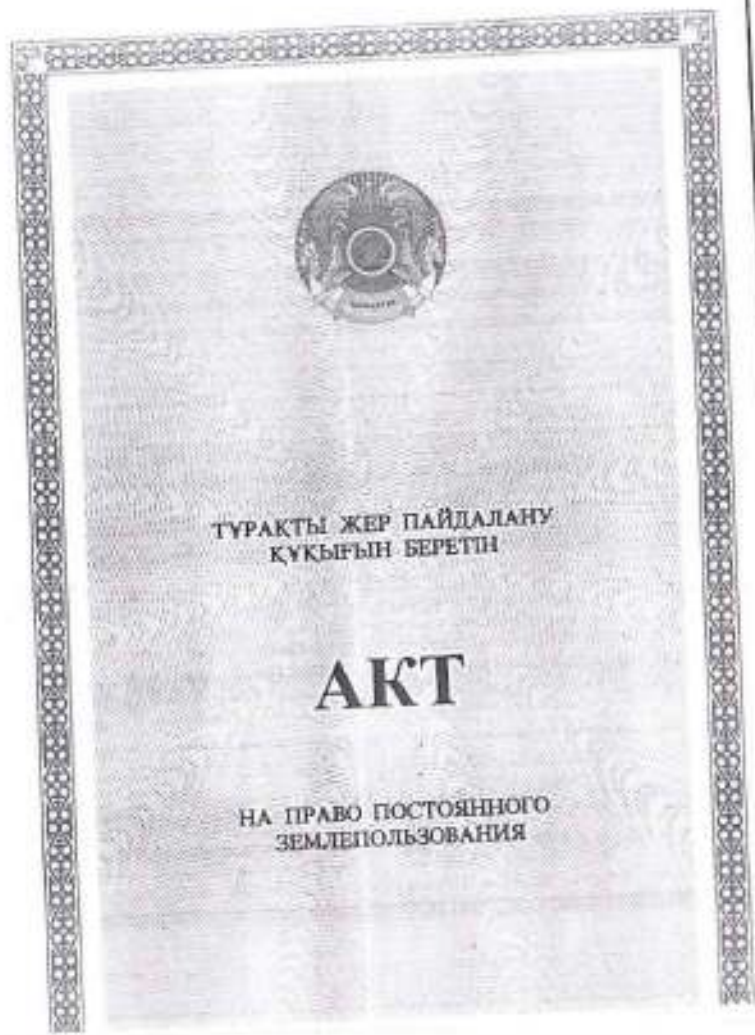 ТҰРАҚТЫ ЖЕР ПАЙДАЛАНУ
ҚҰҚЫҒЫН БЕРЕТІН
АКТ
НА ПРАВО ПОСТОЯННОГО
ЗЕМЛЕПОЛЬЗОВАНИЯ